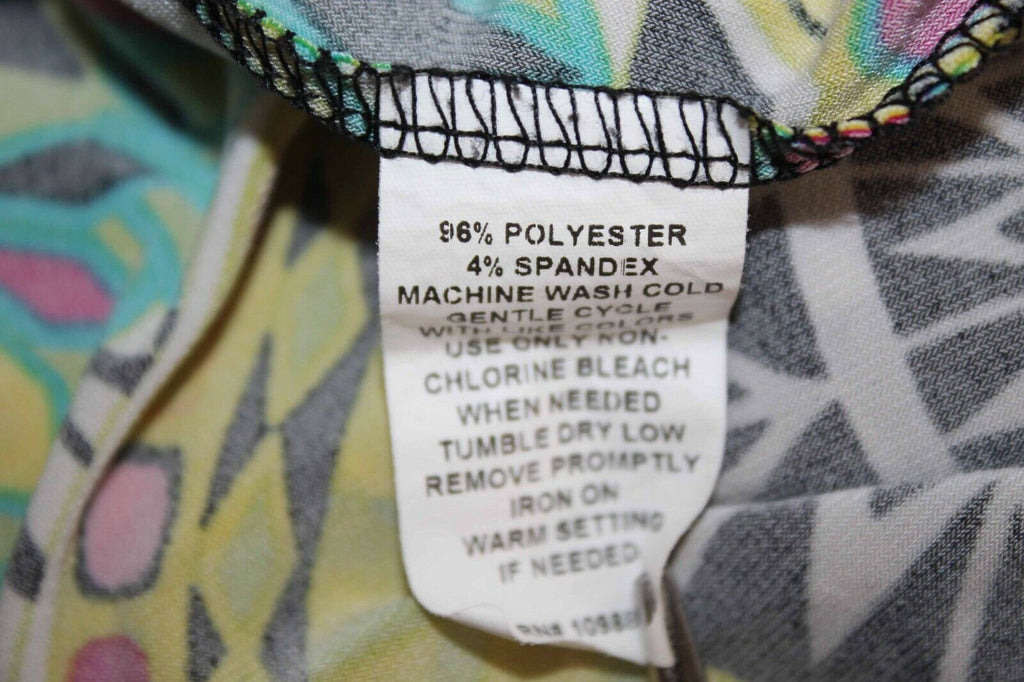 96% POLYESTER
4% SPANDEX
MACHINE WASH COLD
GENTLE CYCLE
WITH LIKE COLORS
USE ONLY NON-
CHLORINE BLEACH
WHEN NEEDED
TUMBLE DRY LOW
REMOVE PROMPTLY
IRON ON
WARM SETTING
IF NEEDED
RN#